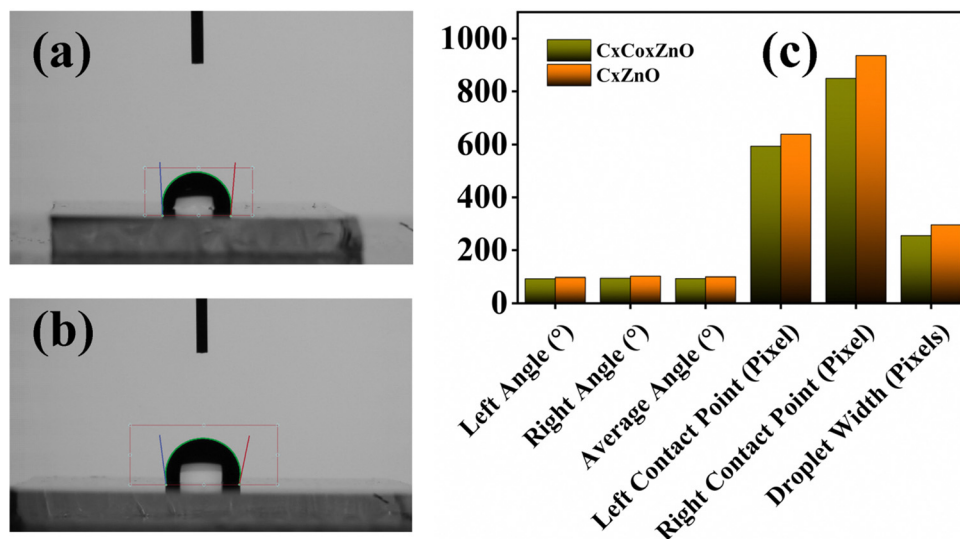 (a)
(b)
(c)
CxCoxZnO
CxZnO
1000
800
600
400
200
0
Left Angle (°)
Right Angle (°)
Average Angle (°)
Left Contact Point (Pixel)
Right Contact Point (Pixel)
Droplet Width (Pixels)